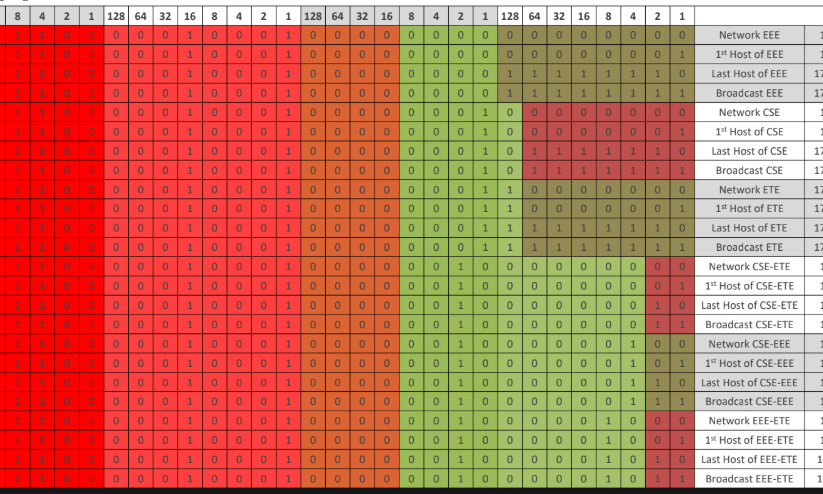 8 4 2 1 128 64 32 16 8 4 2 1 128 64 32 16 8 4 2 1 128 64 32 16 8 4 2 1
1 1 0 0 0 0 0 1 0 0 0 1 0 0 0 0 0 0 0 0 0 0 0 0 0 0 0 0 Network EEE 1
1 1 0 0 0 0 0 1 0 0 0 1 0 0 0 0 0 0 0 0 0 0 0 0 0 0 0 1 1st Host of EEE 1
1 1 0 0 0 0 0 1 0 0 0 1 0 0 0 0 0 0 0 0 1 1 1 1 1 1 1 0 Last Host of EEE 17
1 1 0 0 0 0 0 1 0 0 0 1 0 0 0 0 0 0 0 0 1 1 1 1 1 1 1 1 Broadcast EEE 17
1 1 0 0 0 0 0 1 0 0 0 1 0 0 0 0 0 0 0 1 0 0 0 0 0 0 0 0 Network CSE 1
1 1 0 0 0 0 0 1 0 0 0 1 0 0 0 0 0 0 0 1 0 0 0 0 0 0 0 1 1st Host of CSE 1
1 1 0 0 0 0 0 1 0 0 0 1 0 0 0 0 0 0 0 1 0 1 1 1 1 1 1 0 Last Host of CSE 17
1 1 0 0 0 0 0 1 0 0 0 1 0 0 0 0 0 0 0 1 0 1 1 1 1 1 1 1 Broadcast CSE 17
1 1 0 0 0 0 0 1 0 0 0 1 0 0 0 0 0 0 0 1 1 0 0 0 0 0 0 0 Network ETE 17
1 1 0 0 0 0 0 1 0 0 0 1 0 0 0 0 0 0 0 1 1 0 0 0 0 0 0 1 1st Host of ETE 17
1 1 0 0 0 0 0 1 0 0 0 1 0 0 0 0 0 0 0 1 1 1 1 1 1 1 1 0 Last Host of ETE 17
1 1 0 0 0 0 0 1 0 0 0 1 0 0 0 0 0 0 0 1 1 1 1 1 1 1 1 1 Broadcast ETE 17
1 1 0 0 0 0 0 1 0 0 0 1 0 0 0 0 0 0 1 0 0 0 0 0 0 0 0 0 Network CSE-ETE 1
1 1 0 0 0 0 0 1 0 0 0 1 0 0 0 0 0 0 1 0 0 0 0 0 0 0 0 1 1st Host of CSE-ETE 1
1 1 0 0 0 0 0 1 0 0 0 1 0 0 0 0 0 0 1 0 0 0 0 0 0 0 1 0 Last Host of CSE-ETE 1
1 1 0 0 0 0 0 1 0 0 0 1 0 0 0 0 0 0 1 0 0 0 0 0 0 0 1 1 Broadcast CSE-ETE 1
1 1 0 0 0 0 0 1 0 0 0 1 0 0 0 0 0 0 1 0 0 0 0 0 0 1 0 0 Network CSE-EEE 1
1 1 0 0 0 0 0 1 0 0 0 1 0 0 0 0 0 0 1 0 0 0 0 0 0 1 0 1 1st Host of CSE-EEE 1
1 1 0 0 0 0 0 1 0 0 0 1 0 0 0 0 0 0 1 0 0 0 0 0 0 1 1 0 Last Host of CSE-EEE 1
1 1 0 0 0 0 0 1 0 0 0 1 0 0 0 0 0 0 1 0 0 0 0 0 0 1 1 1 Broadcast CSE-EEE 1
1 1 0 0 0 0 0 1 0 0 0 1 0 0 0 0 0 0 1 0 0 0 0 0 1 0 0 0 Network EEE-ETE 1
1 1 0 0 0 0 0 1 0 0 0 1 0 0 0 0 0 0 1 0 0 0 0 0 1 0 0 1 1st Host of EEE-ETE 1
1 1 0 0 0 0 0 1 0 0 0 1 0 0 0 0 0 0 1 0 0 0 0 0 1 0 1 0 Last Host of EEE-ETE 1
1 1 0 0 0 0 0 1 0 0 0 1 0 0 0 0 0 0 1 0 0 0 0 0 1 0 1 1 Broadcast EEE-ETE 1